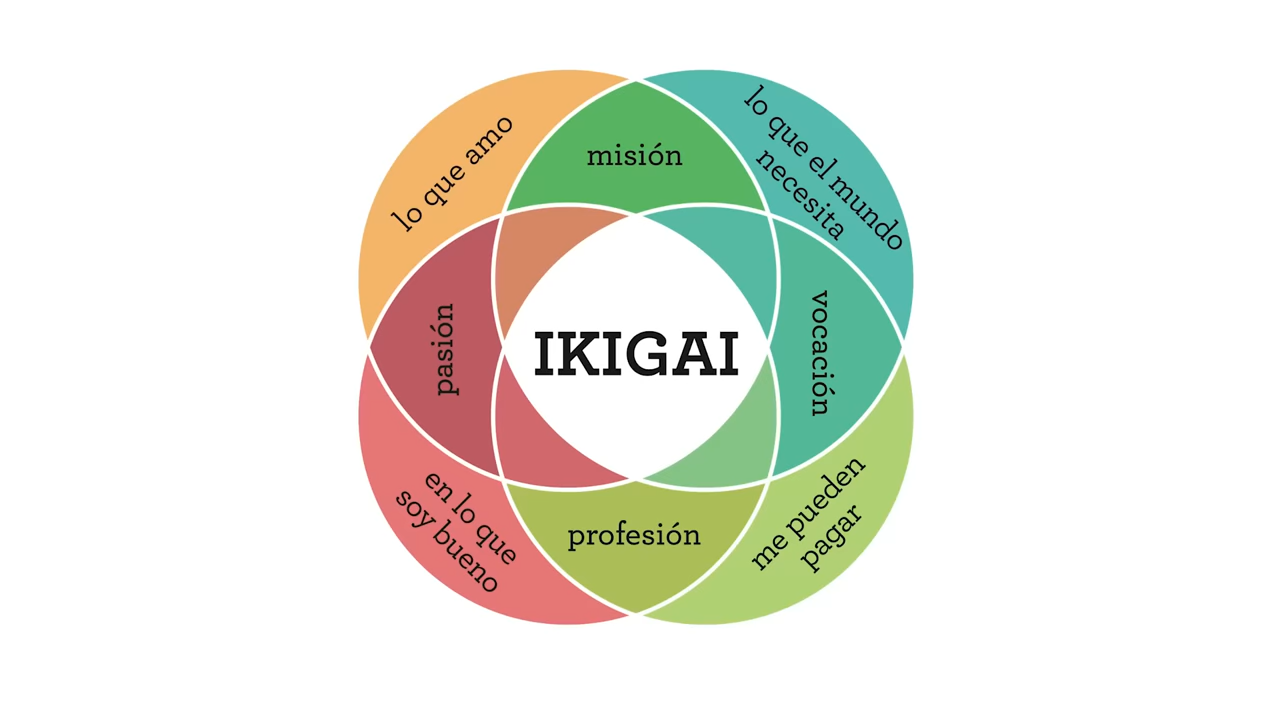 lo que amo
misión
lo que el mundo
necesita
pasión
IKIGAI
vocación
en lo que
soy bueno
profesión
me pueden
pagar